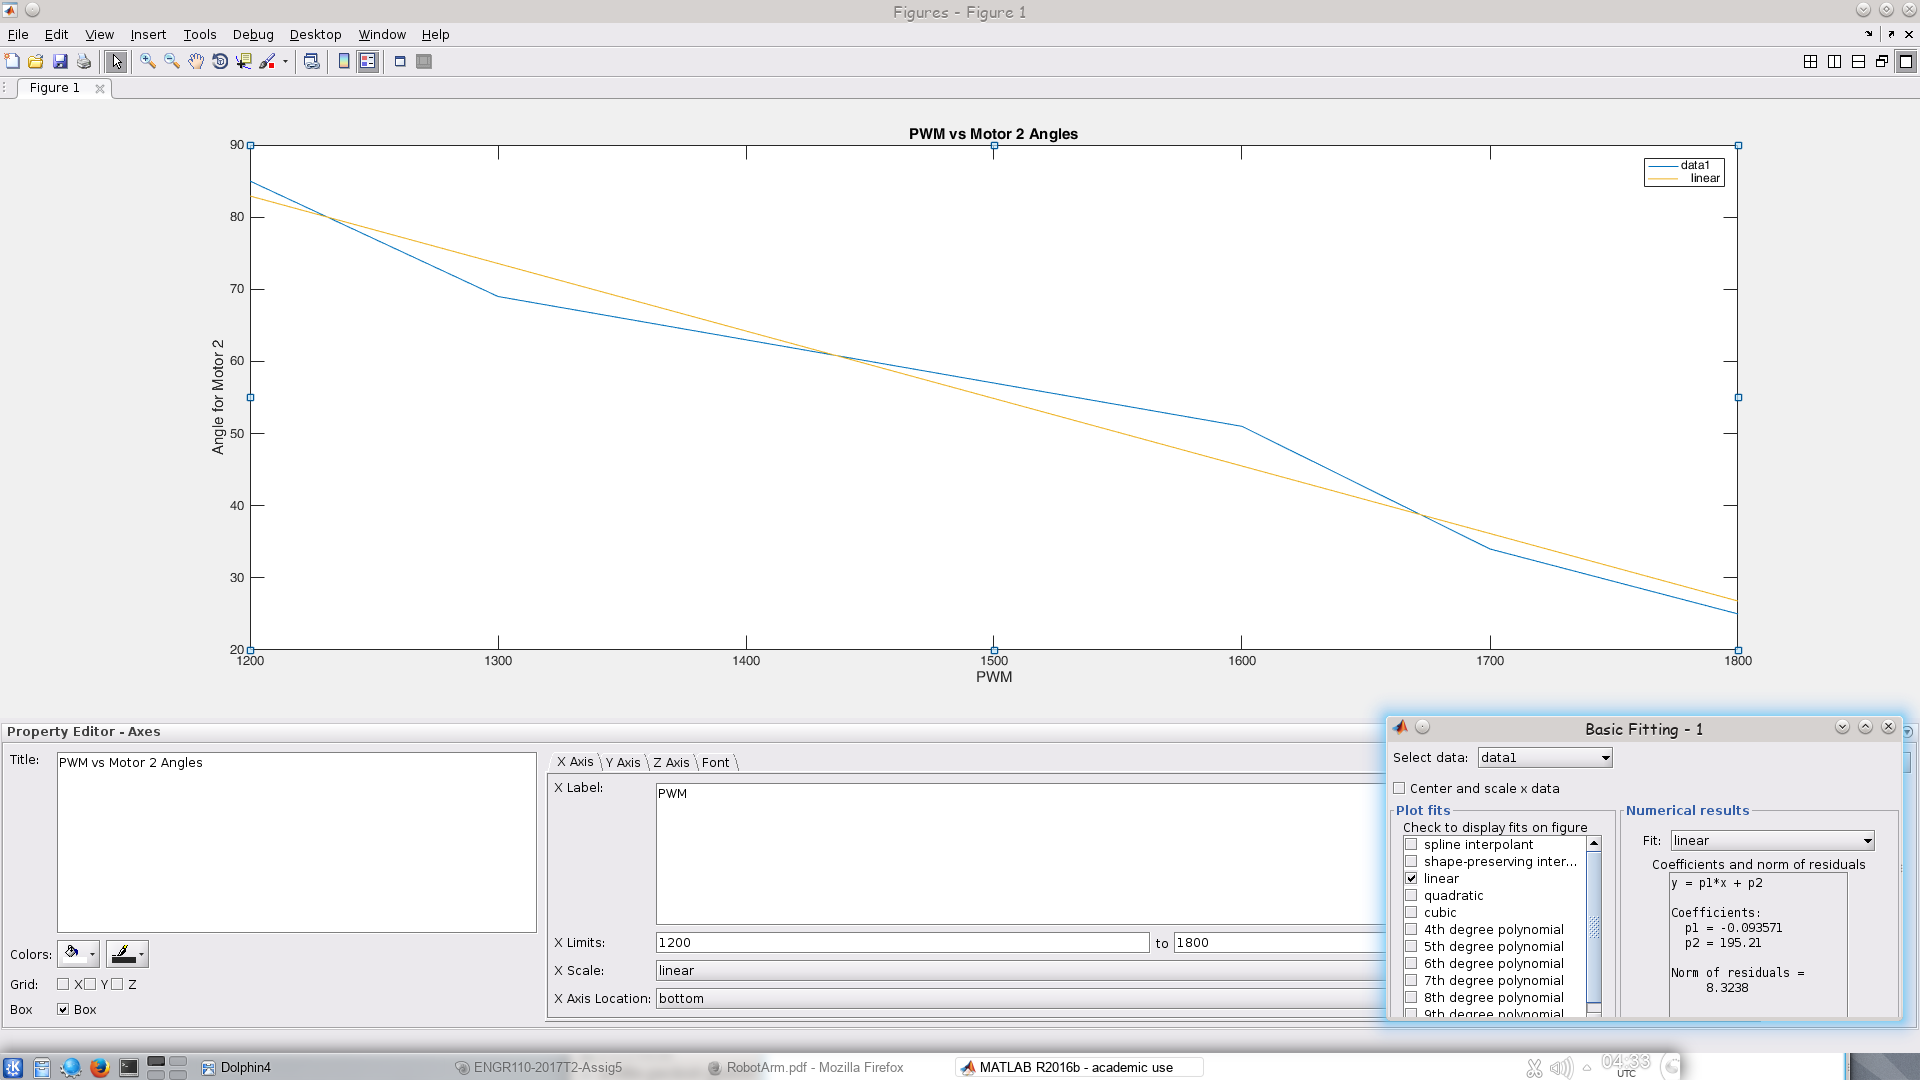 Figures - Figure 1
File Edit View Insert Tools Debug Desktop Window Help
Figure 1
PWM vs Motor 2 Angles
data1
linear
90
80
70
60
50
40
30
20
Angle for Motor 2
1200 1300 1400 1500 1600 1700 1800
PWM
Property Editor - Axes
Title:
PWM vs Motor 2 Angles
Colors:
Grid: X Y Z
Box Box
X Axis Y Axis Z Axis Font
X Label:
PWM
X Limits: 1200 to 1800
X Scale: linear
X Axis Location: bottom
Basic Fitting - 1
Select data: data1
Center and scale x data
Plot fits
Check to display fits on figure
spline interpolant
shape-preserving inter...
linear
quadratic
cubic
4th degree polynomial
5th degree polynomial
6th degree polynomial
7th degree polynomial
8th degree polynomial
9th degree polynomial
Numerical results
Fit: linear
Coefficients and norm of residuals
y = p1*x + p2
Coefficients:
p1 = -0.093571
p2 = 195.21
Norm of residuals =
8.3238
Dolphin4
ENGR110-2017T2-Assig5
RobotArm.pdf - Mozilla Firefox
MATLAB R2016b - academic use
04:33
UTC